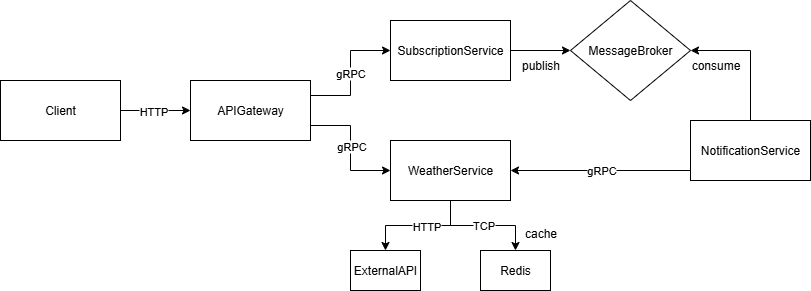 SubscriptionService
MessageBroker
publish
consume
gRPC
Client
HTTP
APIGateway
gRPC
NotificationService
WeatherService
gRPC
HTTP
TCP
cache
ExternalAPI
Redis